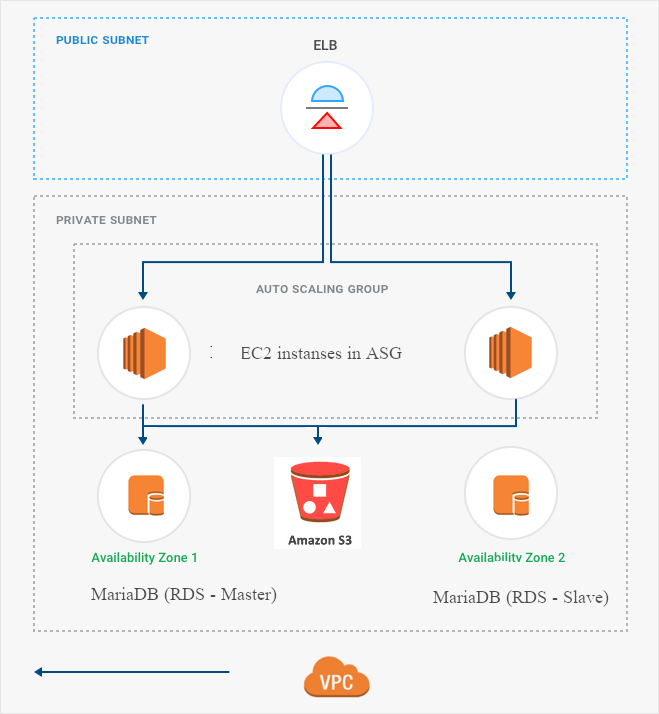 PUBLIC SUBNET
ELB
PRIVATE SUBNET
AUTO SCALING GROUP
: EC2 instanses in ASG
Amazon S3
Availability Zone 1
Availability Zone 2
MariaDB (RDS - Master)
MariaDB (RDS - Slave)
VPC